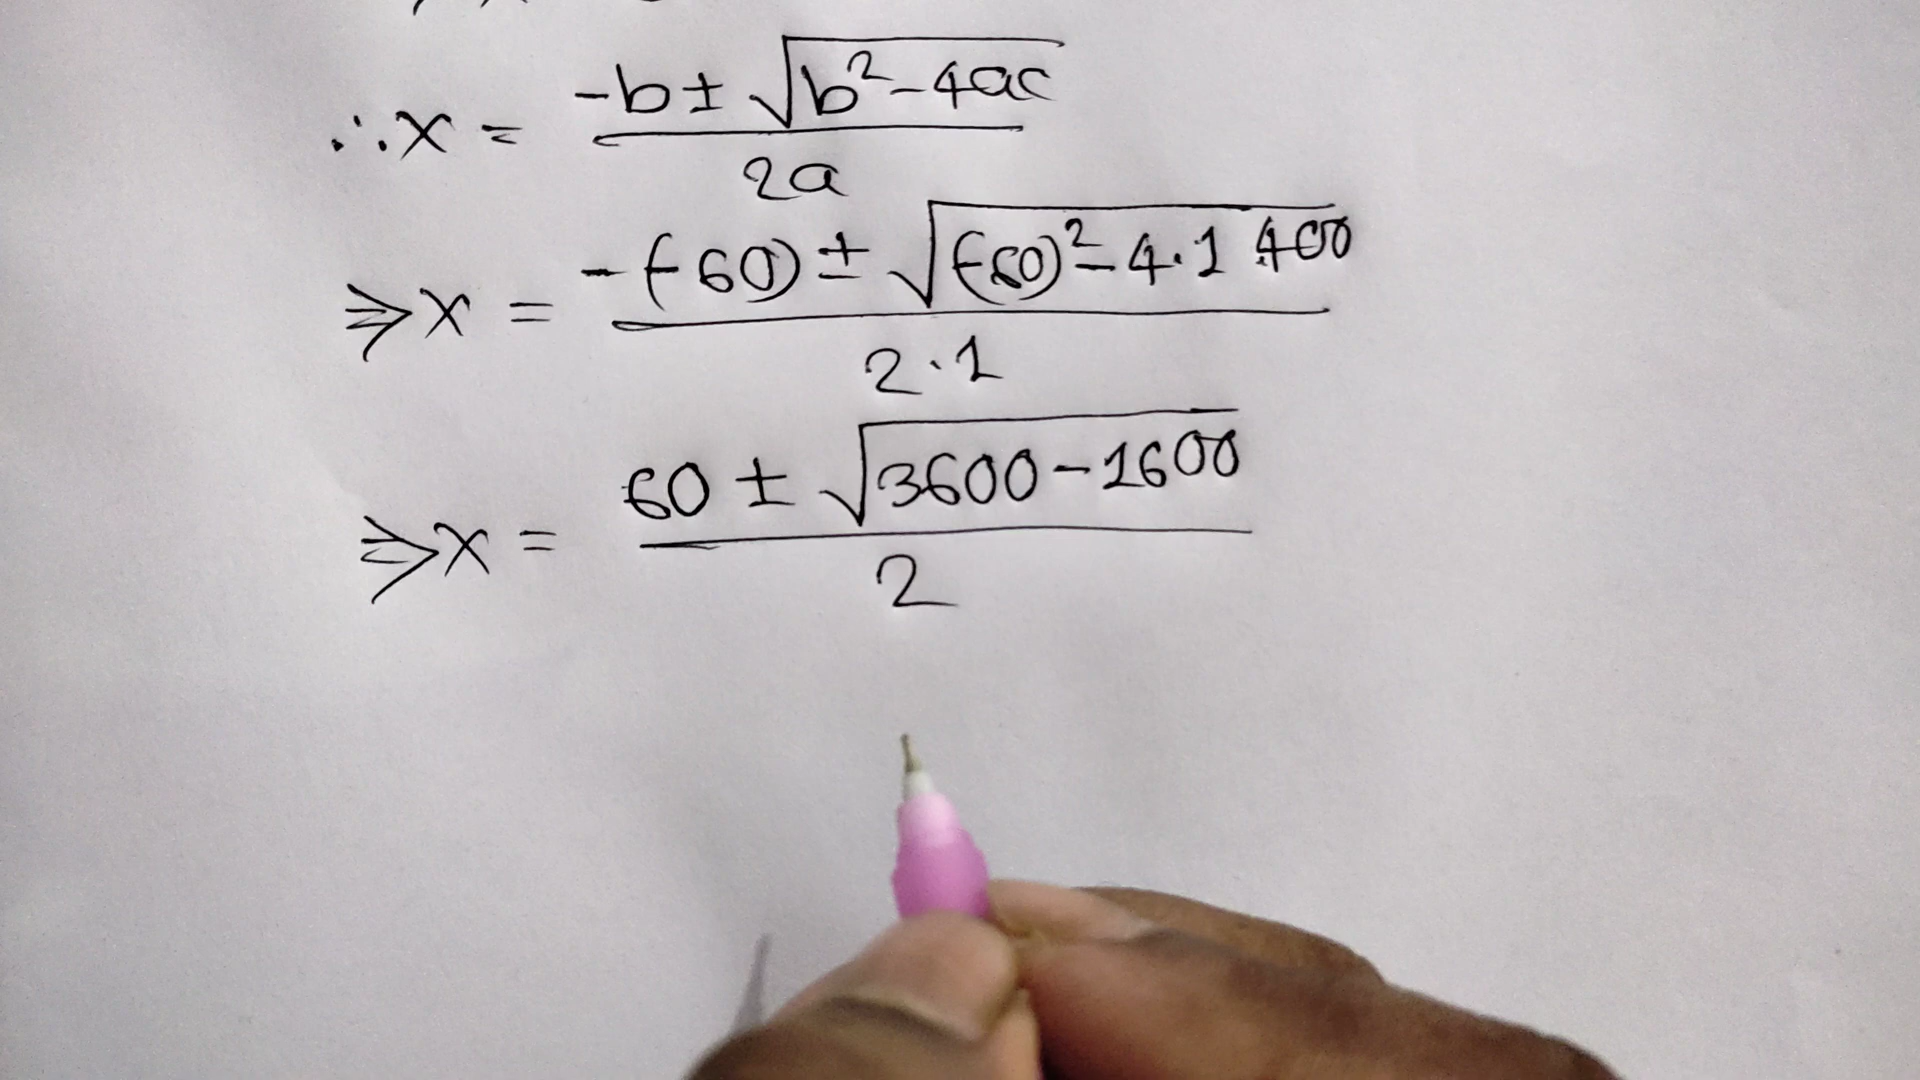 ∴x = (-b ± √(b² - 4ac)) / 2a
⇒x = (-(-60) ± √((-60)² - 4·1 400)) / 2·1
⇒x = (60 ± √(3600 - 1600)) / 2